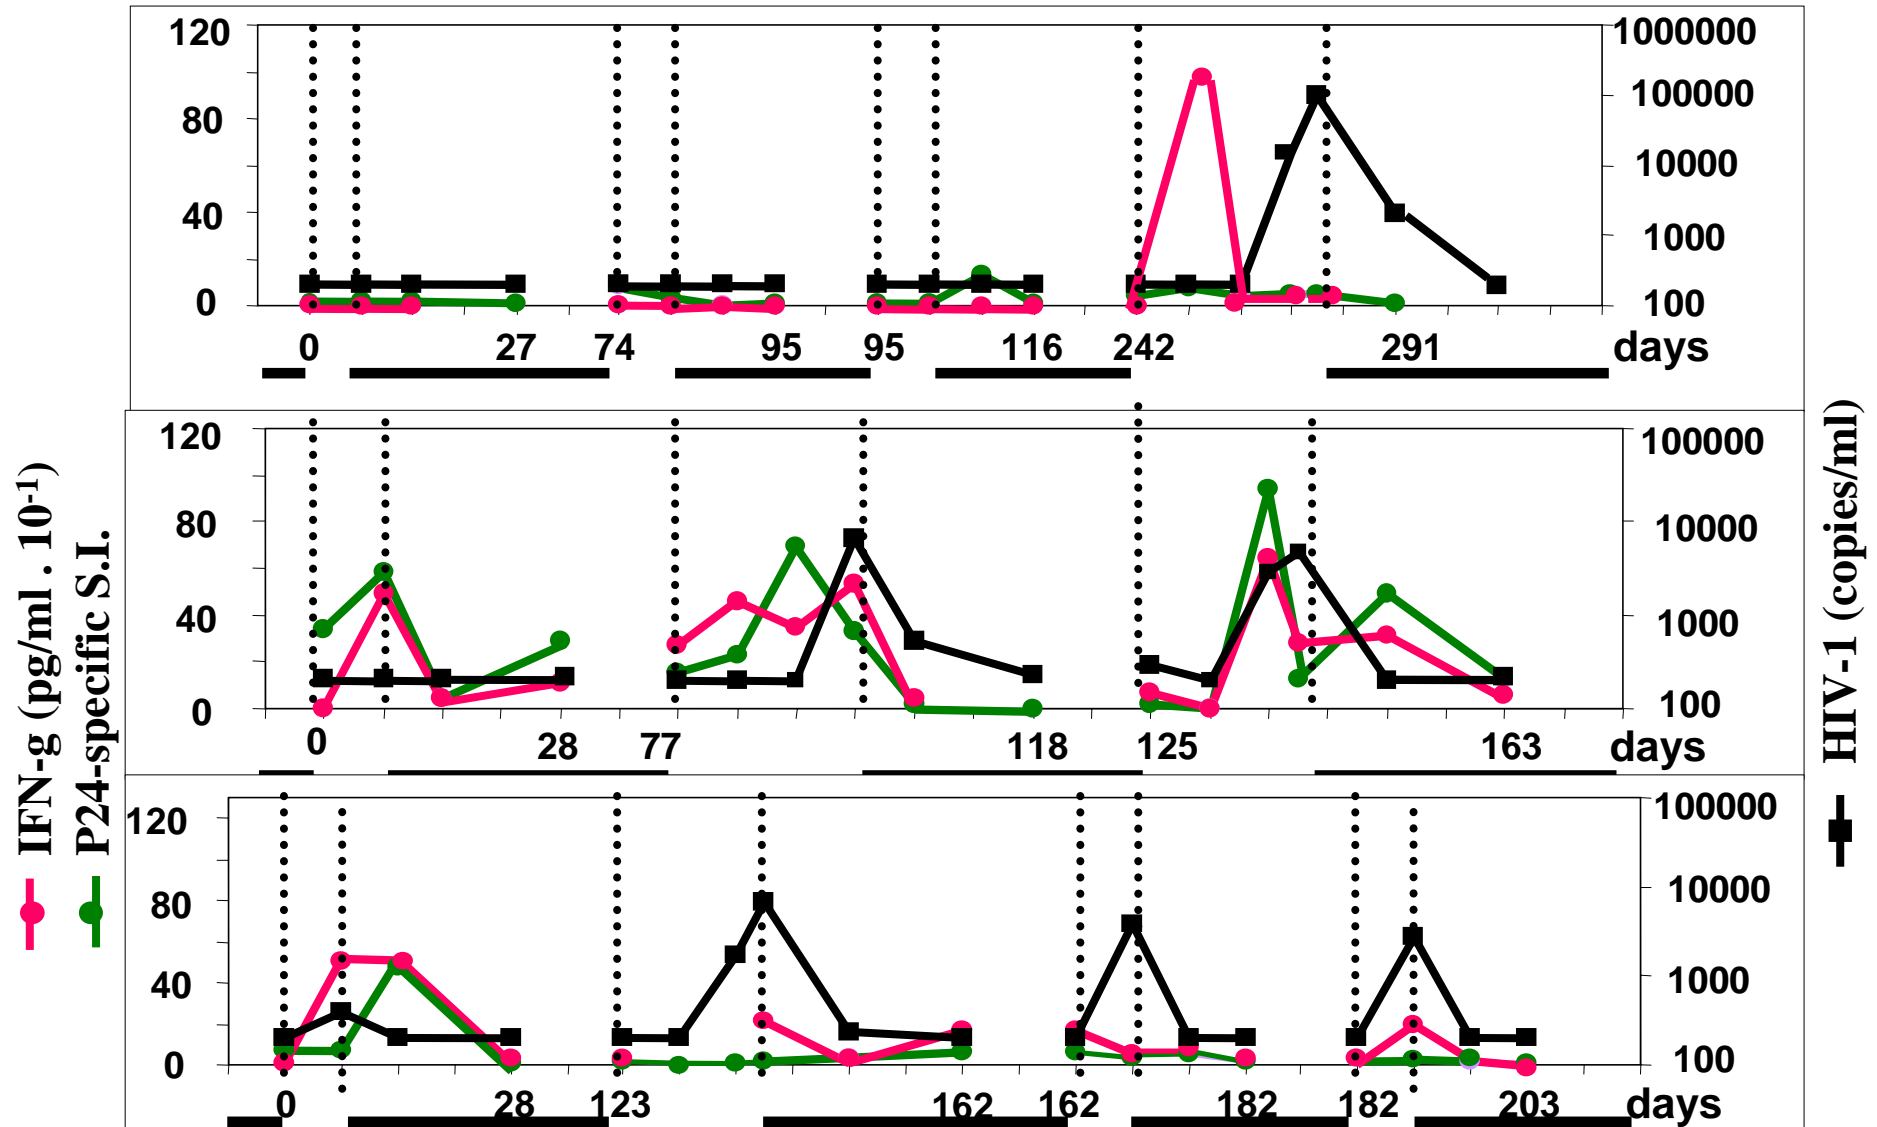 120 1000000
80 100000
10000
40 1000
0 100
0 27 74 95 95 116 242 291 days
120 100000
80 10000
40 1000
0 100
0 28 77 118 125 163 days
120 100000
80 10000
40 1000
0 100
0 28 123 162 162 182 182 203 days
IFN-g (pg/ml . 10-1)
P24-specific S.I.
HIV-1 (copies/ml)